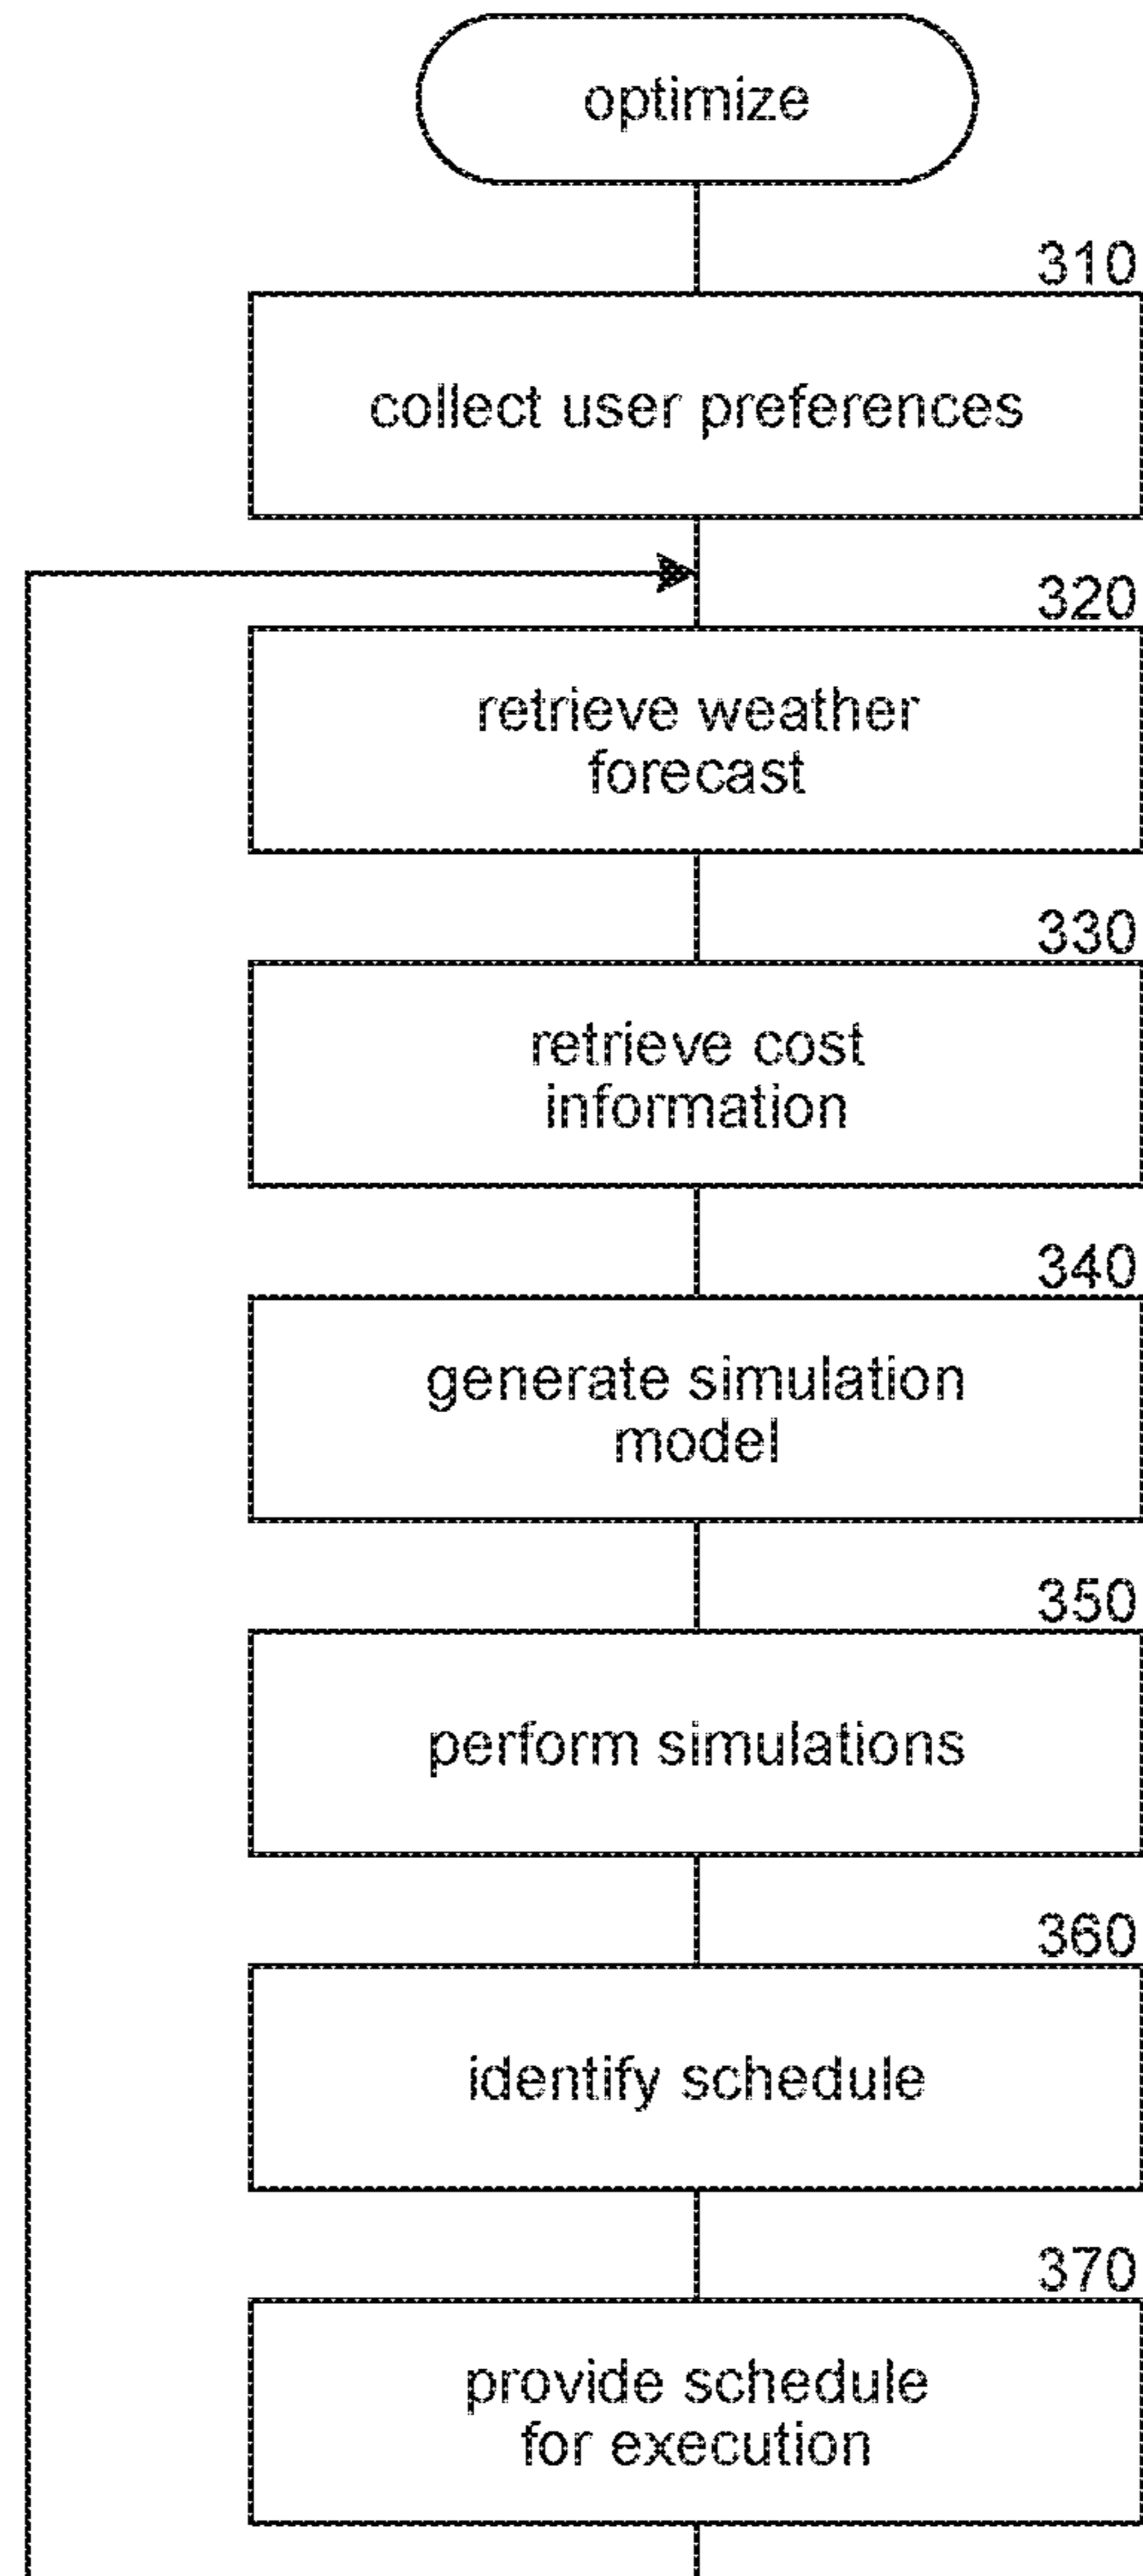 optimize
310
collect user preferences
320
retrieve weather
forecast
330
retrieve cost
information
340
generate simulation
model
350
perform simulations
360
identify schedule
370
provide schedule
for execution